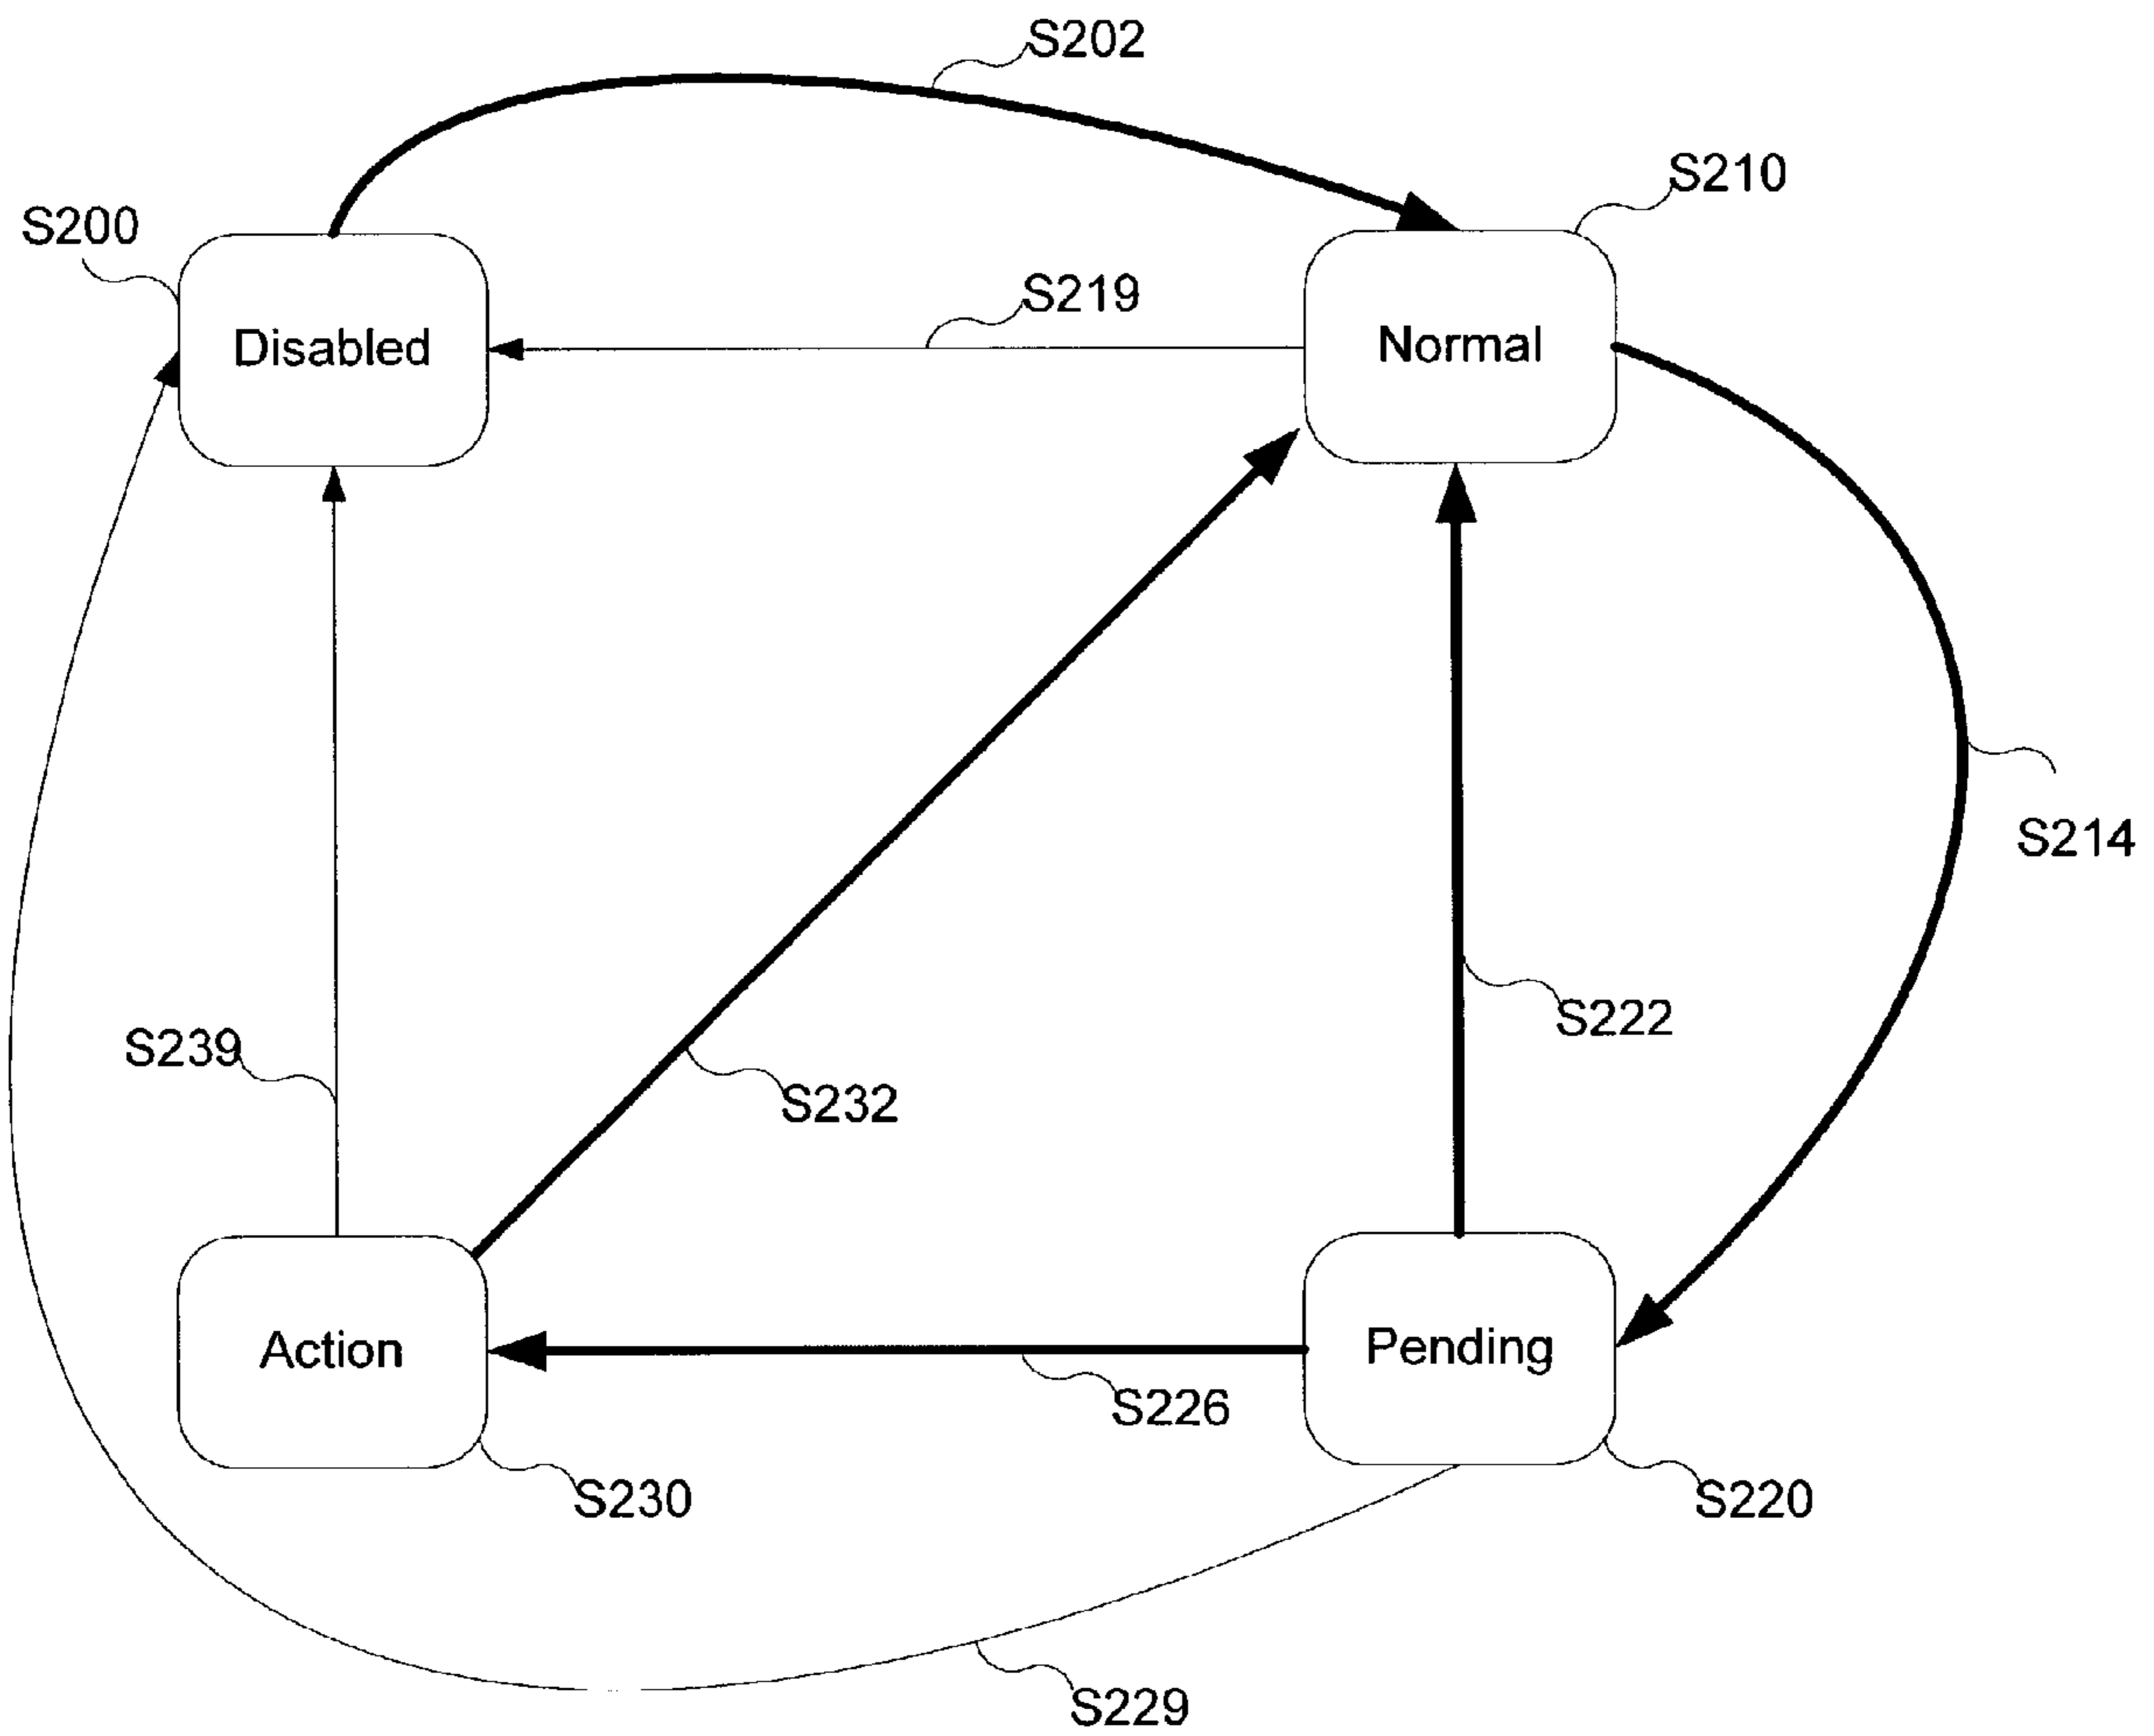 S202
S210
S200
S219
Disabled
Normal
S214
S222
S239
S232
Action
Pending
S226
S230
S220
S229